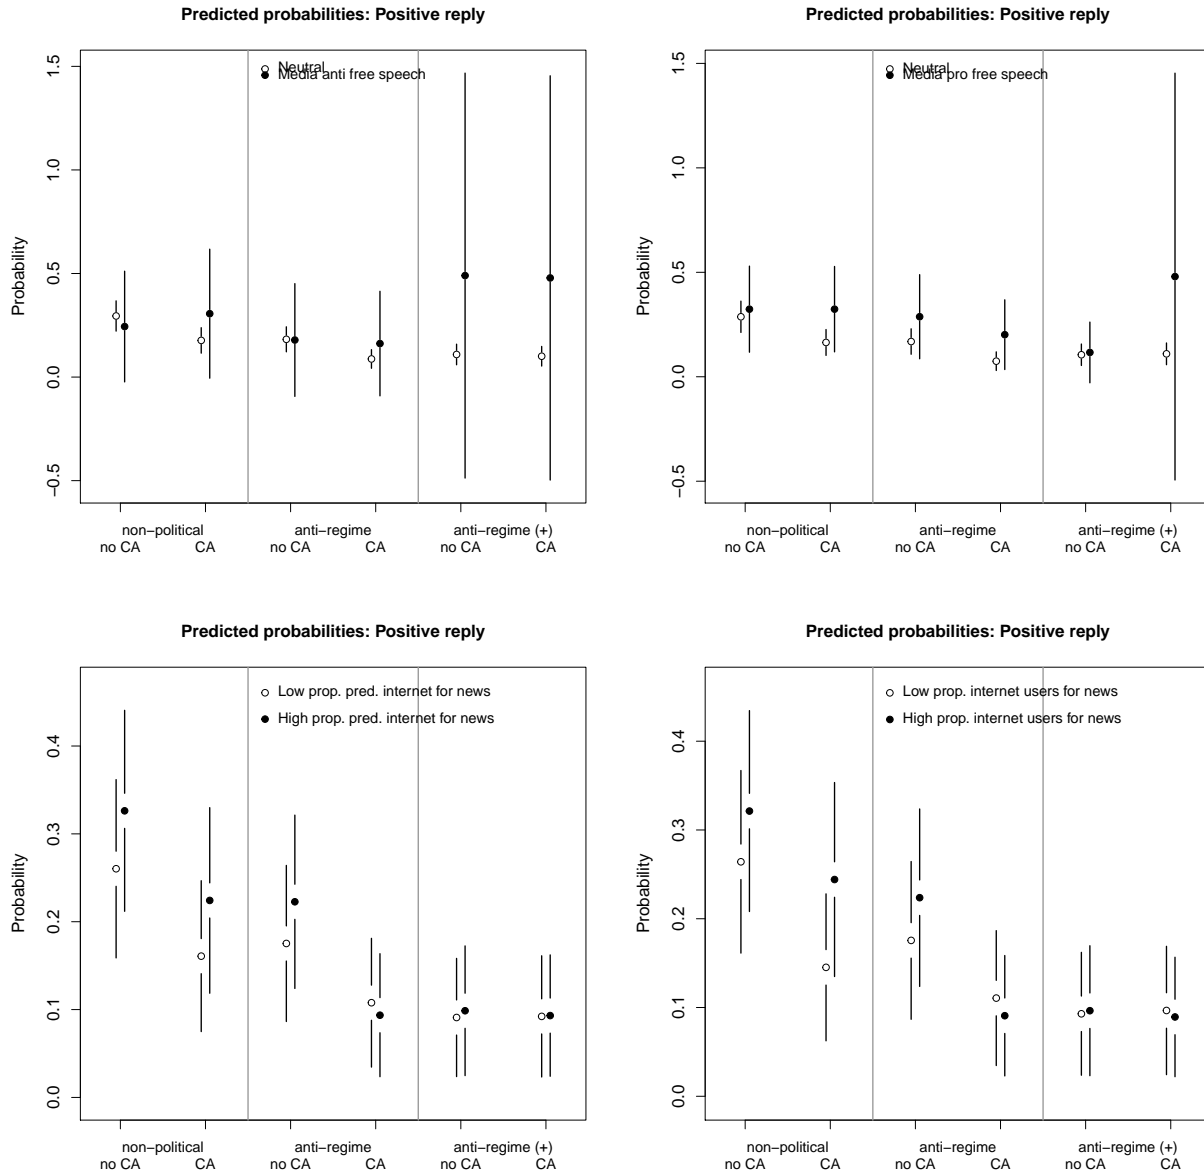 Predicted probabilities: Positive reply
Probability
1.5
1.0
0.5
0.0
−0.5
Neutral
Media anti free speech
non−political anti−regime anti−regime (+)
no CA CA no CA CA no CA CA
Predicted probabilities: Positive reply
Probability
1.5
1.0
0.5
0.0
−0.5
Neutral
Media pro free speech
non−political anti−regime anti−regime (+)
no CA CA no CA CA no CA CA
Predicted probabilities: Positive reply
Probability
0.4
0.3
0.2
0.1
0.0
Low prop. pred. internet for news
High prop. pred. internet for news
non−political anti−regime anti−regime (+)
no CA CA no CA CA no CA CA
Predicted probabilities: Positive reply
Probability
0.4
0.3
0.2
0.1
0.0
Low prop. internet users for news
High prop. internet users for news
non−political anti−regime anti−regime (+)
no CA CA no CA CA no CA CA